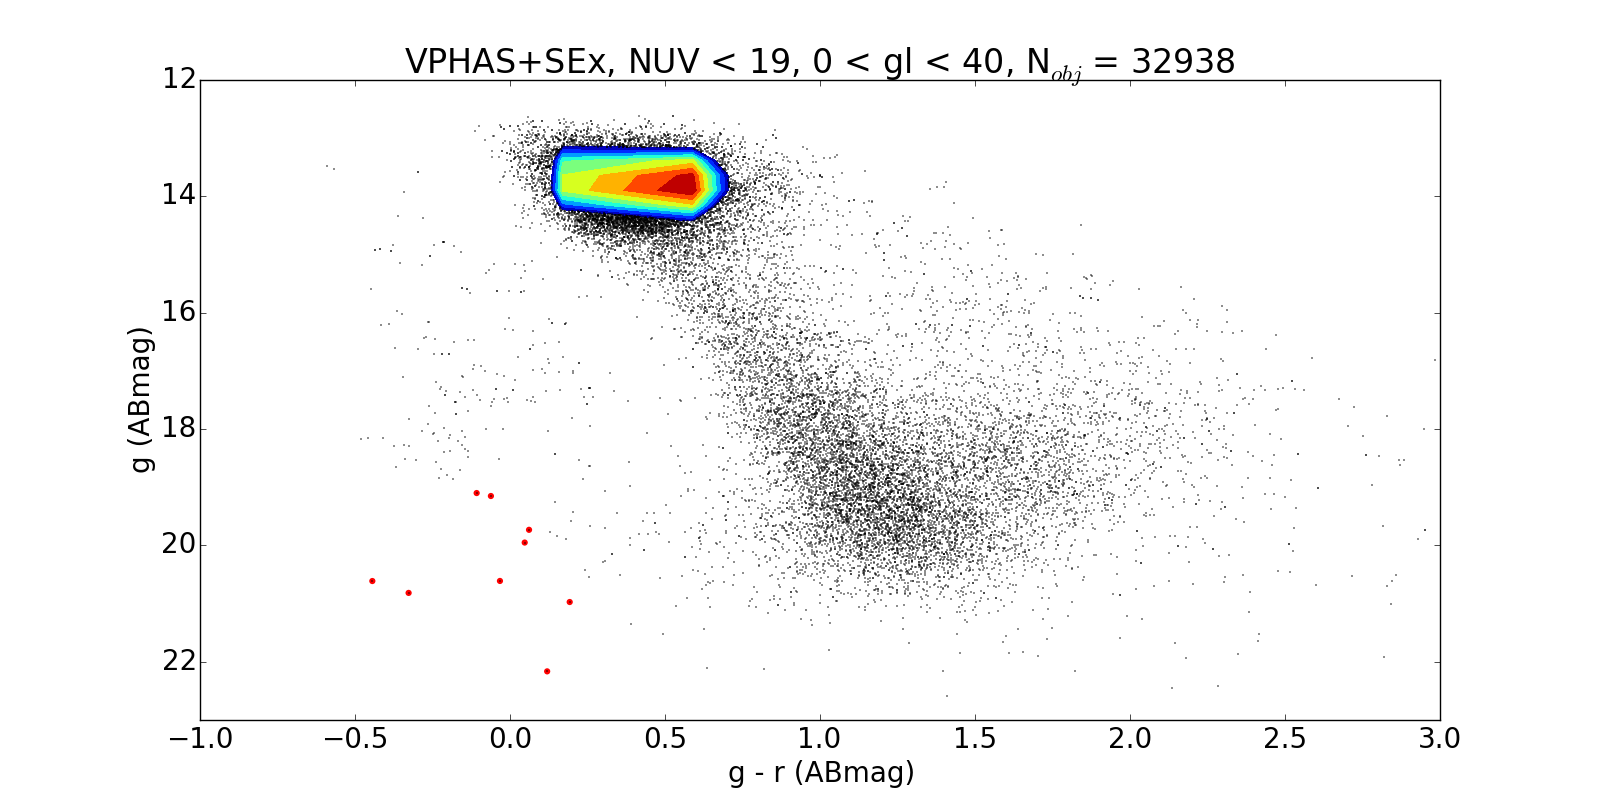 VPHAS+SEx, NUV < 19, 0 < gl < 40, N_obj = 32938
12
14
16
18
20
22
g (ABmag)
−1.0 −0.5 0.0 0.5 1.0 1.5 2.0 2.5 3.0
g - r (ABmag)